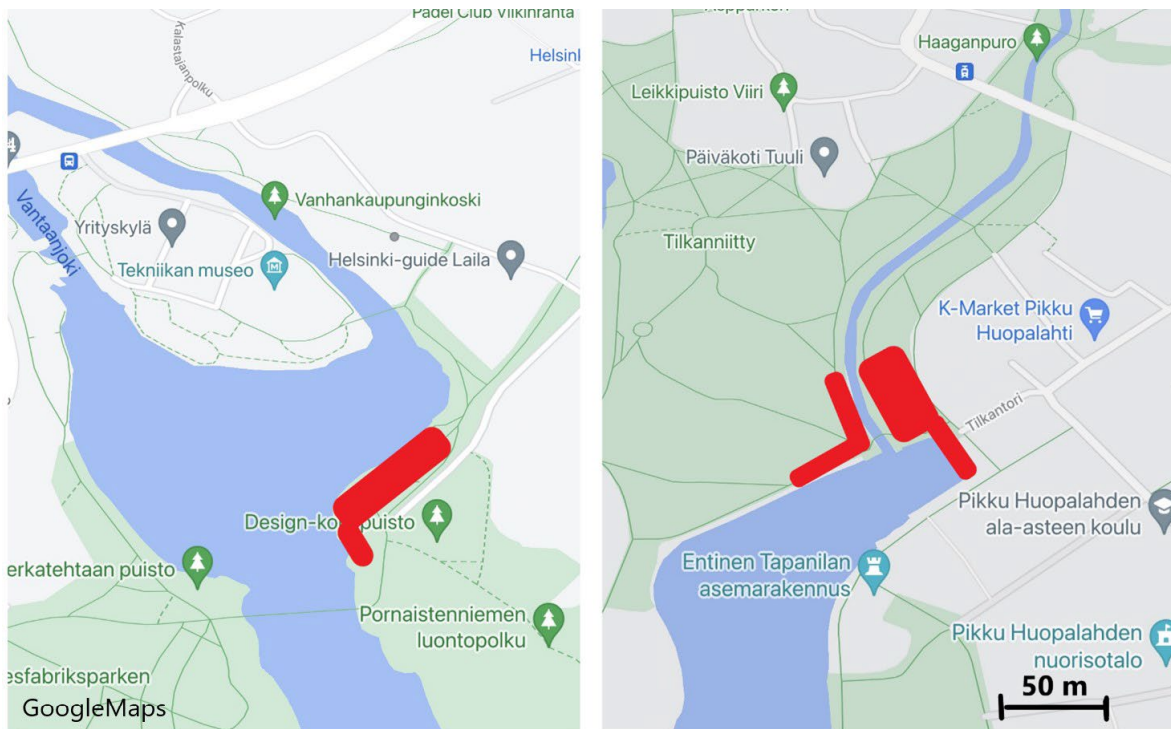 Padel Club Viikinranta
Kalastajanpolku
Helsink
Vanhankaupunginkoski
Yrityskylä
Vantaanjoki
Helsinki-guide Laila
Tekniikan museo
Design-ko puisto
erkatehtaan puisto
Pornaistenniemen
luontopolku
esfabriksparken
GoogleMaps
Haaganpuro
Leikkipuisto Viiri
Päiväkoti Tuuli
Tilkanniitty
K-Market Pikku
Huopalahti
Tilkantori
Pikku Huopalahden
ala-asteen koulu
Entinen Tapanilan
asemarakennus
Pikku Huopalahden
nuorisotalo
50 m